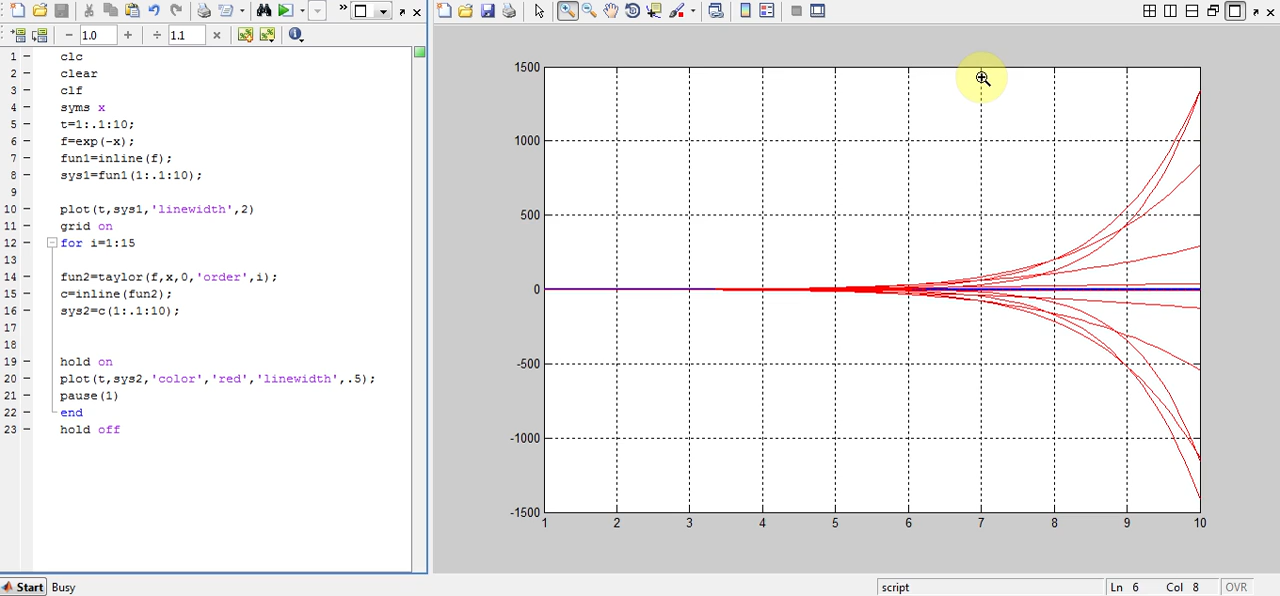 1.0
1.1
1 clc
2 clear
3 clf
4 syms x
5 t=1:.1:10;
6 f=exp(-x);
7 fun1=inline(f);
8 sys1=fun1(1:.1:10);
9
10 plot(t,sys1,'linewidth',2)
11 grid on
12 for i=1:15
13
14 fun2=taylor(f,x,0,'order',i);
15 c=inline(fun2);
16 sys2=c(1:.1:10);
17
18
19 hold on
20 plot(t,sys2,'color','red','linewidth',.5);
21 pause(1)
22 end
23 hold off
1500
1000
500
0
-500
-1000
-1500
1 2 3 4 5 6 7 8 9 10
Start Busy
script Ln 6 Col 8 OVR